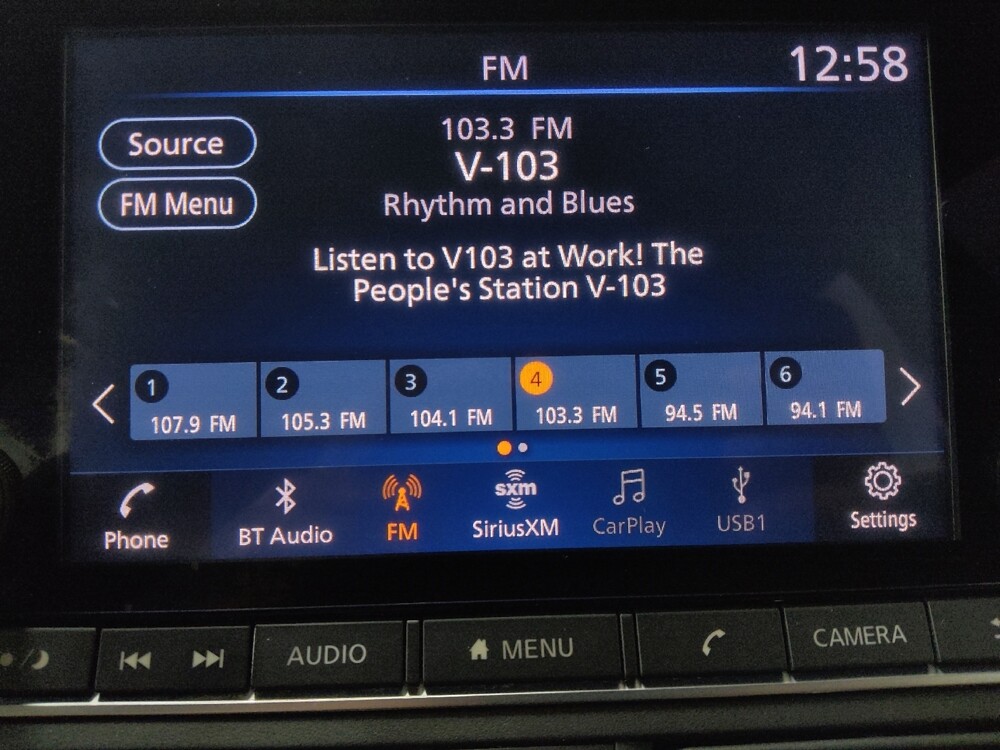 FM
12:58
Source
103.3 FM
V-103
FM Menu
Rhythm and Blues
Listen to V103 at Work! The
People's Station V-103
1 2 3 4 5 6
107.9 FM 105.3 FM 104.1 FM 103.3 FM 94.5 FM 94.1 FM
sxm
Phone BT Audio FM SiriusXM CarPlay USB1 Settings
AUDIO MENU CAMERA